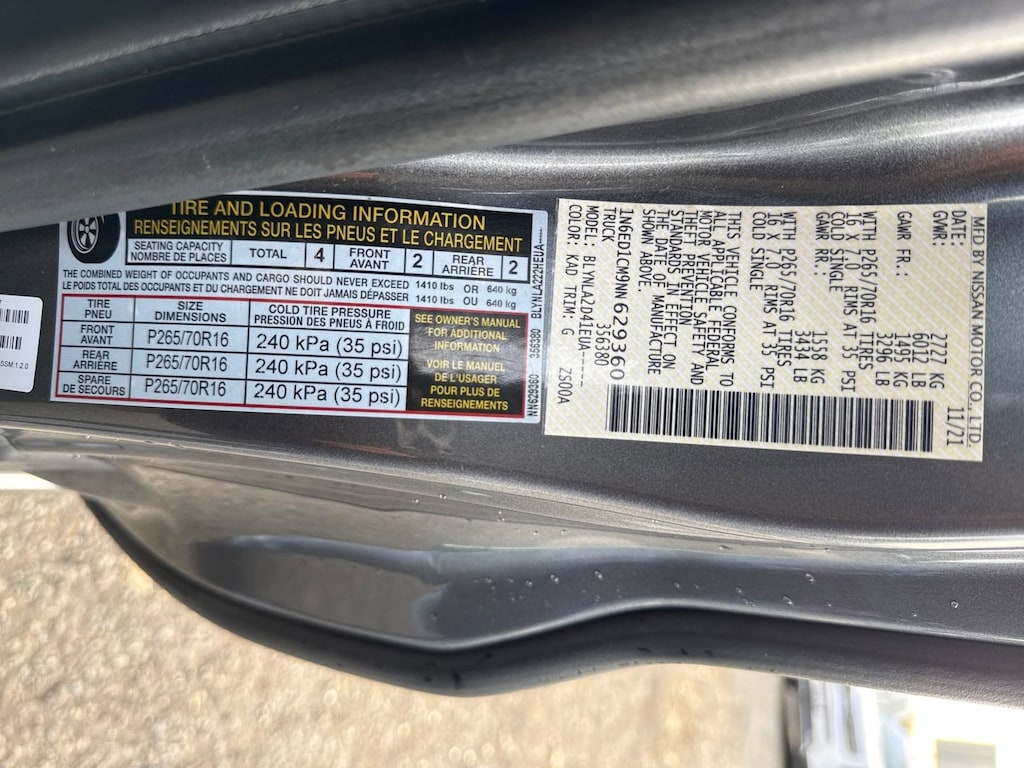 TIRE AND LOADING INFORMATION
RENSEIGNEMENTS SUR LES PNEUS ET LE CHARGEMENT
SEATING CAPACITY
NOMBRE DE PLACES
TOTAL 4
FRONT
AVANT 2
REAR
ARRIÈRE 2
THE COMBINED WEIGHT OF OCCUPANTS AND CARGO SHOULD NEVER EXCEED 1410 lbs OR 640 kg
LE POIDS TOTAL DES OCCUPANTS ET DU CHARGEMENT NE DOIT JAMAIS DÉPASSER 1410 lbs OU 640 kg
TIRE
PNEU
SIZE
DIMENSIONS
COLD TIRE PRESSURE
PRESSION DES PNEUS À FROID
FRONT
AVANT
P265/70R16
240 kPa (35 psi)
REAR
ARRIÈRE
P265/70R16
240 kPa (35 psi)
SPARE
DE SECOURS
P265/70R16
240 kPa (35 psi)
SEE OWNER'S MANUAL
FOR ADDITIONAL
INFORMATION
VOIR LE MANUEL
DE L'USAGER
POUR PLUS DE
RENSEIGNEMENTS
NN629360 356380 BLYNLA222HEUA----
SSM:1.2.0
MFD BY NISSAN MOTOR CO., LTD.
DATE: 11/21
GVWR: 2727 KG
6012 LB
GAWR FR.: 1495 KG
3296 LB
WITH P265/70R16 TIRES
16 X 7.0 RIMS AT 35 PSI
COLD SINGLE
GAWR RR.: 1558 KG
3434 LB
WITH P265/70R16 TIRES
16 X 7.0 RIMS AT 35 PSI
COLD SINGLE
THIS VEHICLE CONFORMS TO
ALL APPLICABLE FEDERAL
MOTOR VEHICLE SAFETY AND
THEFT PREVENTION
STANDARDS IN EFFECT ON
THE DATE OF MANUFACTURE
SHOWN ABOVE.
1N6ED1CM9NN629360
TRUCK 356380
MODEL: BLYNLA2D41EUA-----
COLOR: KAD TRIM: G ZS00A